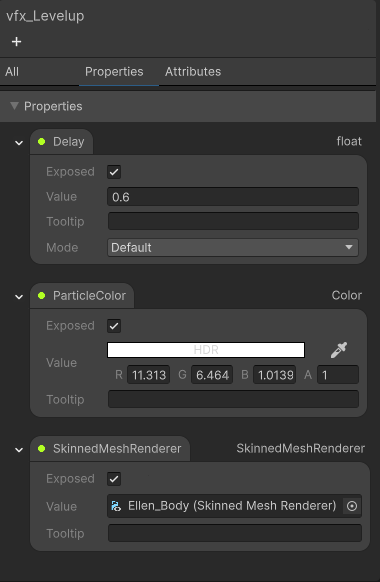 vfx_Levelup
+
All Properties Attributes
Properties
Delay float
Exposed
Value 0.6
Tooltip
Mode Default
ParticleColor Color
Exposed
HDR
Value
R 11.313 G 6.464 B 1.0139 A 1
Tooltip
SkinnedMeshRenderer SkinnedMeshRenderer
Exposed
Value Ellen_Body (Skinned Mesh Renderer)
Tooltip